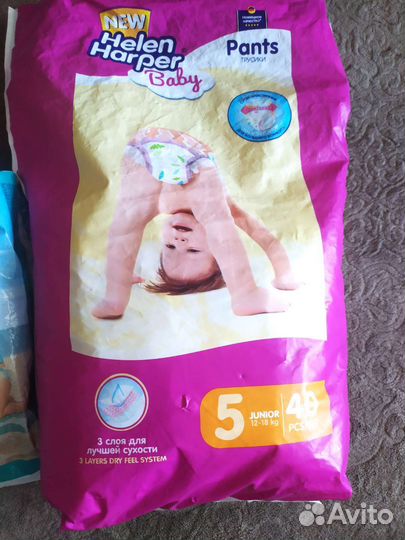 NEW
Helen
Harper
Baby
Pants
ТРУСИКИ
3 слоя для
лучшей сухости
3 LAYERS DRY FEEL SYSTEM
5
JUNIOR
12-18 kg
40
PCS
Avito